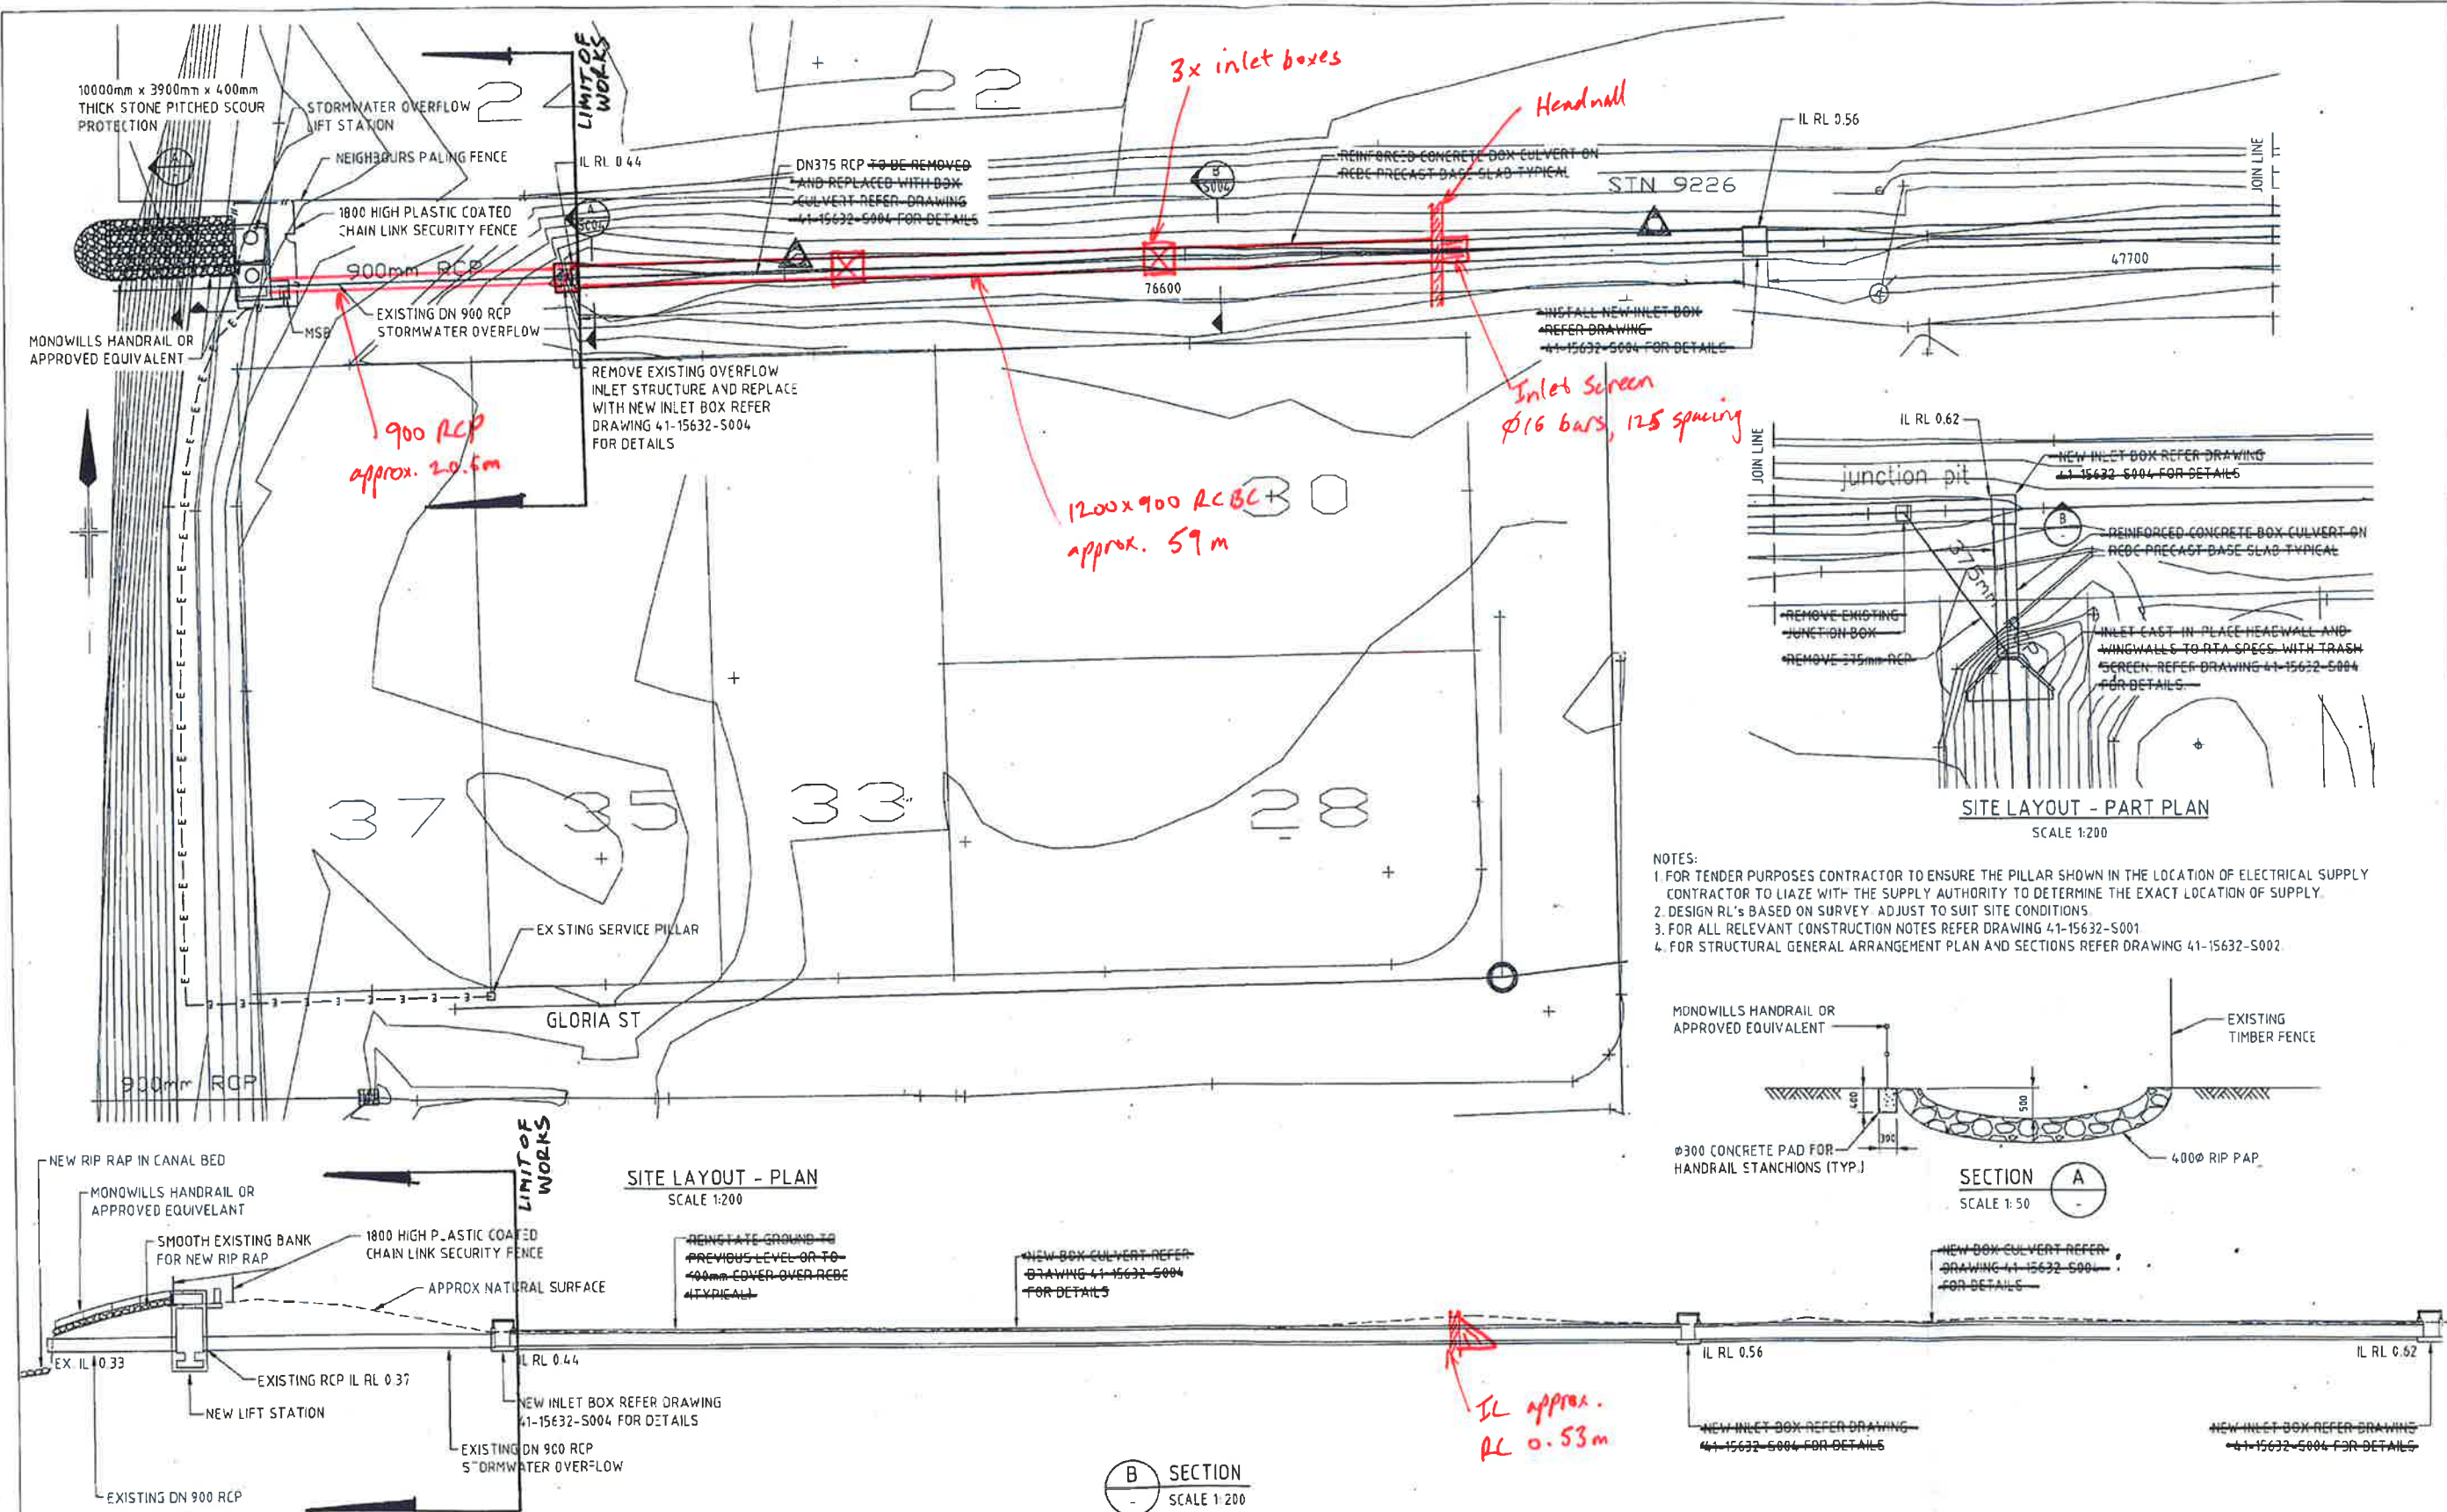 10000mm x 3900mm x 400mm
THICK STONE PITCHED SCOUR
PROTECTION
STORMWATER OVERFLOW
LIFT STATION
NEIGHBOURS PALING FENCE
1800 HIGH PLASTIC COATED
CHAIN LINK SECURITY FENCE
LIMIT OF
WORKS
22
3x inlet boxes
Headwall
IL RL 0.56
IL RL 0.44
DN375 RCP TO BE REMOVED
AND REPLACED WITH BOX
CULVERT REFER DRAWING
41-15632-S004 FOR DETAILS
B
S004
REINFORCED CONCRETE BOX CULVERT ON
RCBC PRECAST BASE SLAB TYPICAL
STN 9226
JOIN LINE
A
S004
900mm RCP
76600
47700
MSB
EXISTING DN 900 RCP
STORMWATER OVERFLOW
MONOWILLS HANDRAIL OR
APPROVED EQUIVALENT
INSTALL NEW INLET BOX
REFER DRAWING
41-15632-S004 FOR DETAILS
REMOVE EXISTING OVERFLOW
INLET STRUCTURE AND REPLACE
WITH NEW INLET BOX REFER
DRAWING 41-15632-S004
FOR DETAILS
900 RCP
approx. 20.5m
Inlet Screen
ø16 bars, 125 spacing
1200x900 RCBC
approx. 59m
30
JOIN LINE
IL RL 0.62
NEW INLET BOX REFER DRAWING
41-15632-S004 FOR DETAILS
junction pit
B
-
REINFORCED CONCRETE BOX CULVERT ON
RCBC PRECAST BASE SLAB TYPICAL
375mm
REMOVE EXISTING
JUNCTION BOX
REMOVE 375mm RCP
INLET CAST IN PLACE HEADWALL AND
WINGWALLS TO RTA SPECS. WITH TRASH
SCREEN. REFER DRAWING 41-15632-S004
FOR DETAILS.
SITE LAYOUT - PART PLAN
SCALE 1:200
37
35
33
28
NOTES:
1. FOR TENDER PURPOSES CONTRACTOR TO ENSURE THE PILLAR SHOWN IN THE LOCATION OF ELECTRICAL SUPPLY
CONTRACTOR TO LIAZE WITH THE SUPPLY AUTHORITY TO DETERMINE THE EXACT LOCATION OF SUPPLY.
2. DESIGN RL's BASED ON SURVEY. ADJUST TO SUIT SITE CONDITIONS.
3. FOR ALL RELEVANT CONSTRUCTION NOTES REFER DRAWING 41-15632-S001.
4. FOR STRUCTURAL GENERAL ARRANGEMENT PLAN AND SECTIONS REFER DRAWING 41-15632-S002.
EXISTING SERVICE PILLAR
GLORIA ST
900mm RCP
MONOWILLS HANDRAIL OR
APPROVED EQUIVALENT
EXISTING
TIMBER FENCE
400
500
300
ø300 CONCRETE PAD FOR
HANDRAIL STANCHIONS (TYP.)
400ø RIP RAP
SECTION
A
-
SCALE 1:50
SITE LAYOUT - PLAN
SCALE 1:200
LIMIT OF
WORKS
NEW RIP RAP IN CANAL BED
MONOWILLS HANDRAIL OR
APPROVED EQUIVELANT
SMOOTH EXISTING BANK
FOR NEW RIP RAP
1800 HIGH PLASTIC COATED
CHAIN LINK SECURITY FENCE
APPROX NATURAL SURFACE
REINSTATE GROUND TO
PREVIOUS LEVEL OR TO
100mm COVER OVER RCBC
(TYPICAL)
NEW BOX CULVERT REFER
DRAWING 41-15632-S004
FOR DETAILS
NEW BOX CULVERT REFER
DRAWING 41-15632-S004
FOR DETAILS
EX. IL 0.33
EXISTING RCP IL RL 0.37
NEW LIFT STATION
IL RL 0.44
NEW INLET BOX REFER DRAWING
41-15632-S004 FOR DETAILS
EXISTING DN 900 RCP
STORMWATER OVERFLOW
EXISTING DN 900 RCP
IL approx.
RL 0.53m
IL RL 0.56
IL RL 0.62
NEW INLET BOX REFER DRAWING
41-15632-S004 FOR DETAILS
NEW INLET BOX REFER DRAWING
41-15632-S004 FOR DETAILS
B
-
SECTION
SCALE 1:200